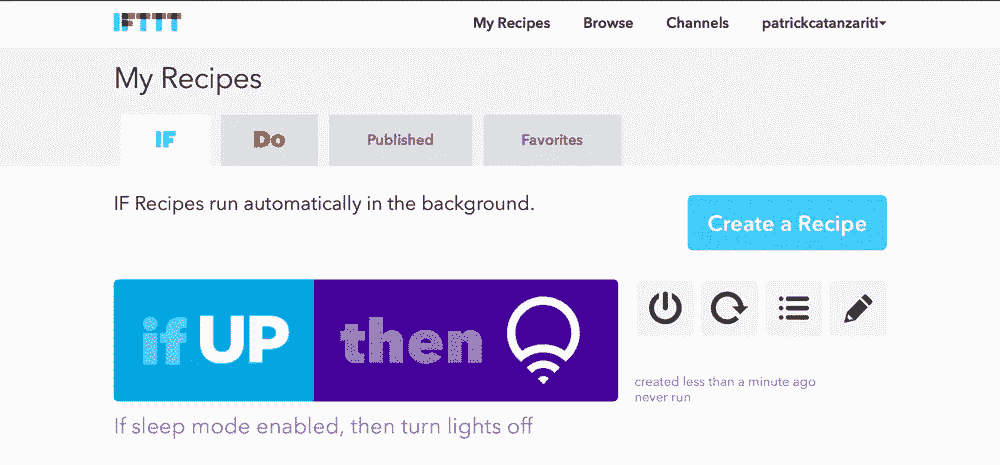 IFTTT My Recipes Browse Channels patrickcatanzariti
My Recipes
IF Do Published Favorites
IF Recipes run automatically in the background.
Create a Recipe
if UP then
created less than a minute ago
never run
If sleep mode enabled, then turn lights off